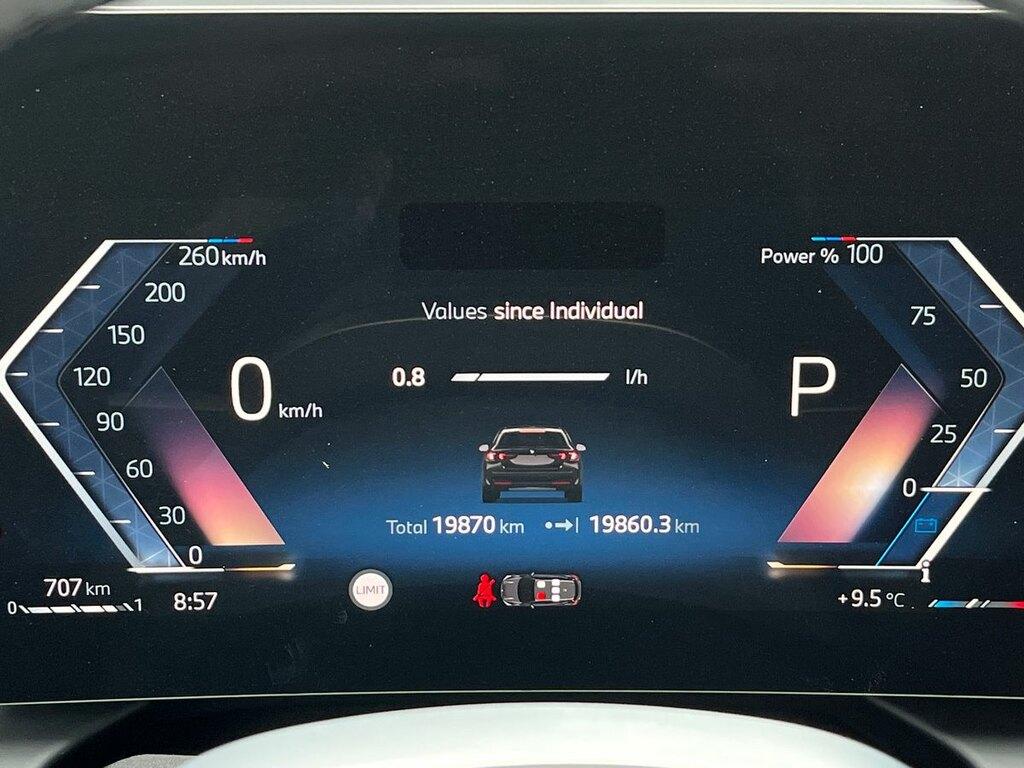 260 km/h
200
150
120
90
60
30
0
0 km/h
Values since Individual
0.8 l/h
Total 19870 km 19860.3 km
Power % 100
75
50
25
0
P
707 km
0 1
8:57
LIMIT
i
+9.5 °C